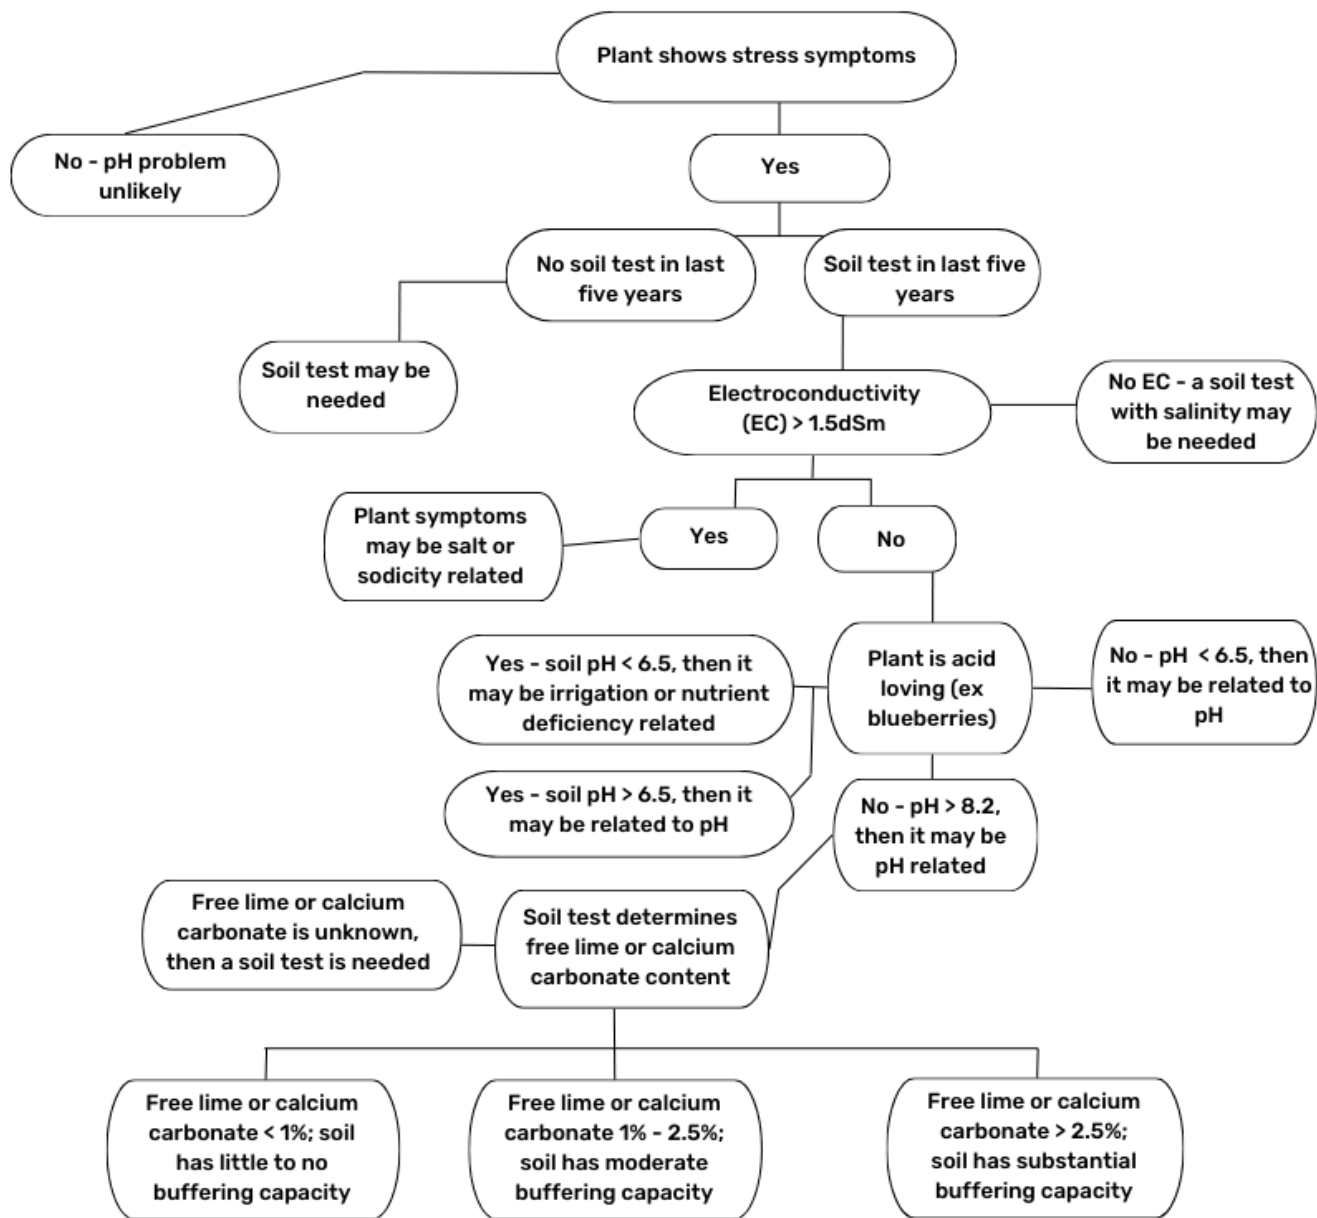 Plant shows stress symptoms
No - pH problem
unlikely
Yes
No soil test in last
five years
Soil test in last five
years
Soil test may be
needed
Electroconductivity
(EC) > 1.5dSm
No EC - a soil test
with salinity may
be needed
Plant symptoms
may be salt or
sodicity related
Yes
No
Yes - soil pH < 6.5, then it
may be irrigation or nutrient
deficiency related
Plant is acid
loving (ex
blueberries)
No - pH < 6.5, then
it may be related to
pH
Yes - soil pH > 6.5, then it
may be related to pH
No - pH > 8.2,
then it may be
pH related
Free lime or calcium
carbonate is unknown,
then a soil test is needed
Soil test determines
free lime or calcium
carbonate content
Free lime or calcium
carbonate < 1%; soil
has little to no
buffering capacity
Free lime or calcium
carbonate 1% - 2.5%;
soil has moderate
buffering capacity
Free lime or calcium
carbonate > 2.5%;
soil has substantial
buffering capacity